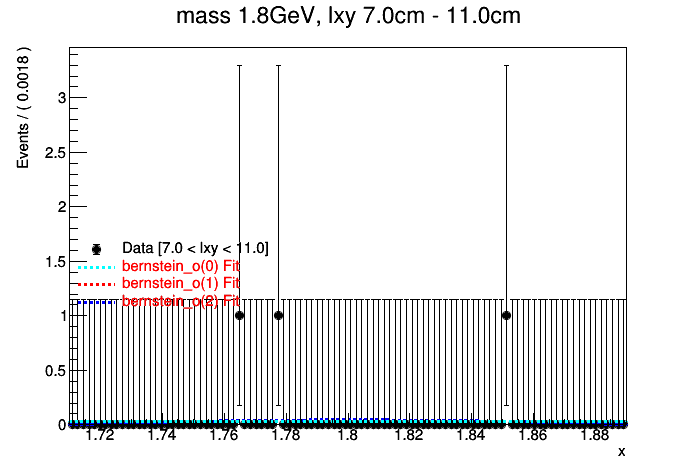 mass 1.8GeV, lxy 7.0cm - 11.0cm
Events / ( 0.0018 )
3
2.5
2
1.5
1
0.5
0
Data [7.0 < lxy < 11.0]
bernstein_o(0) Fit
bernstein_o(1) Fit
bernstein_o(2) Fit
1.72 1.74 1.76 1.78 1.8 1.82 1.84 1.86 1.88
x